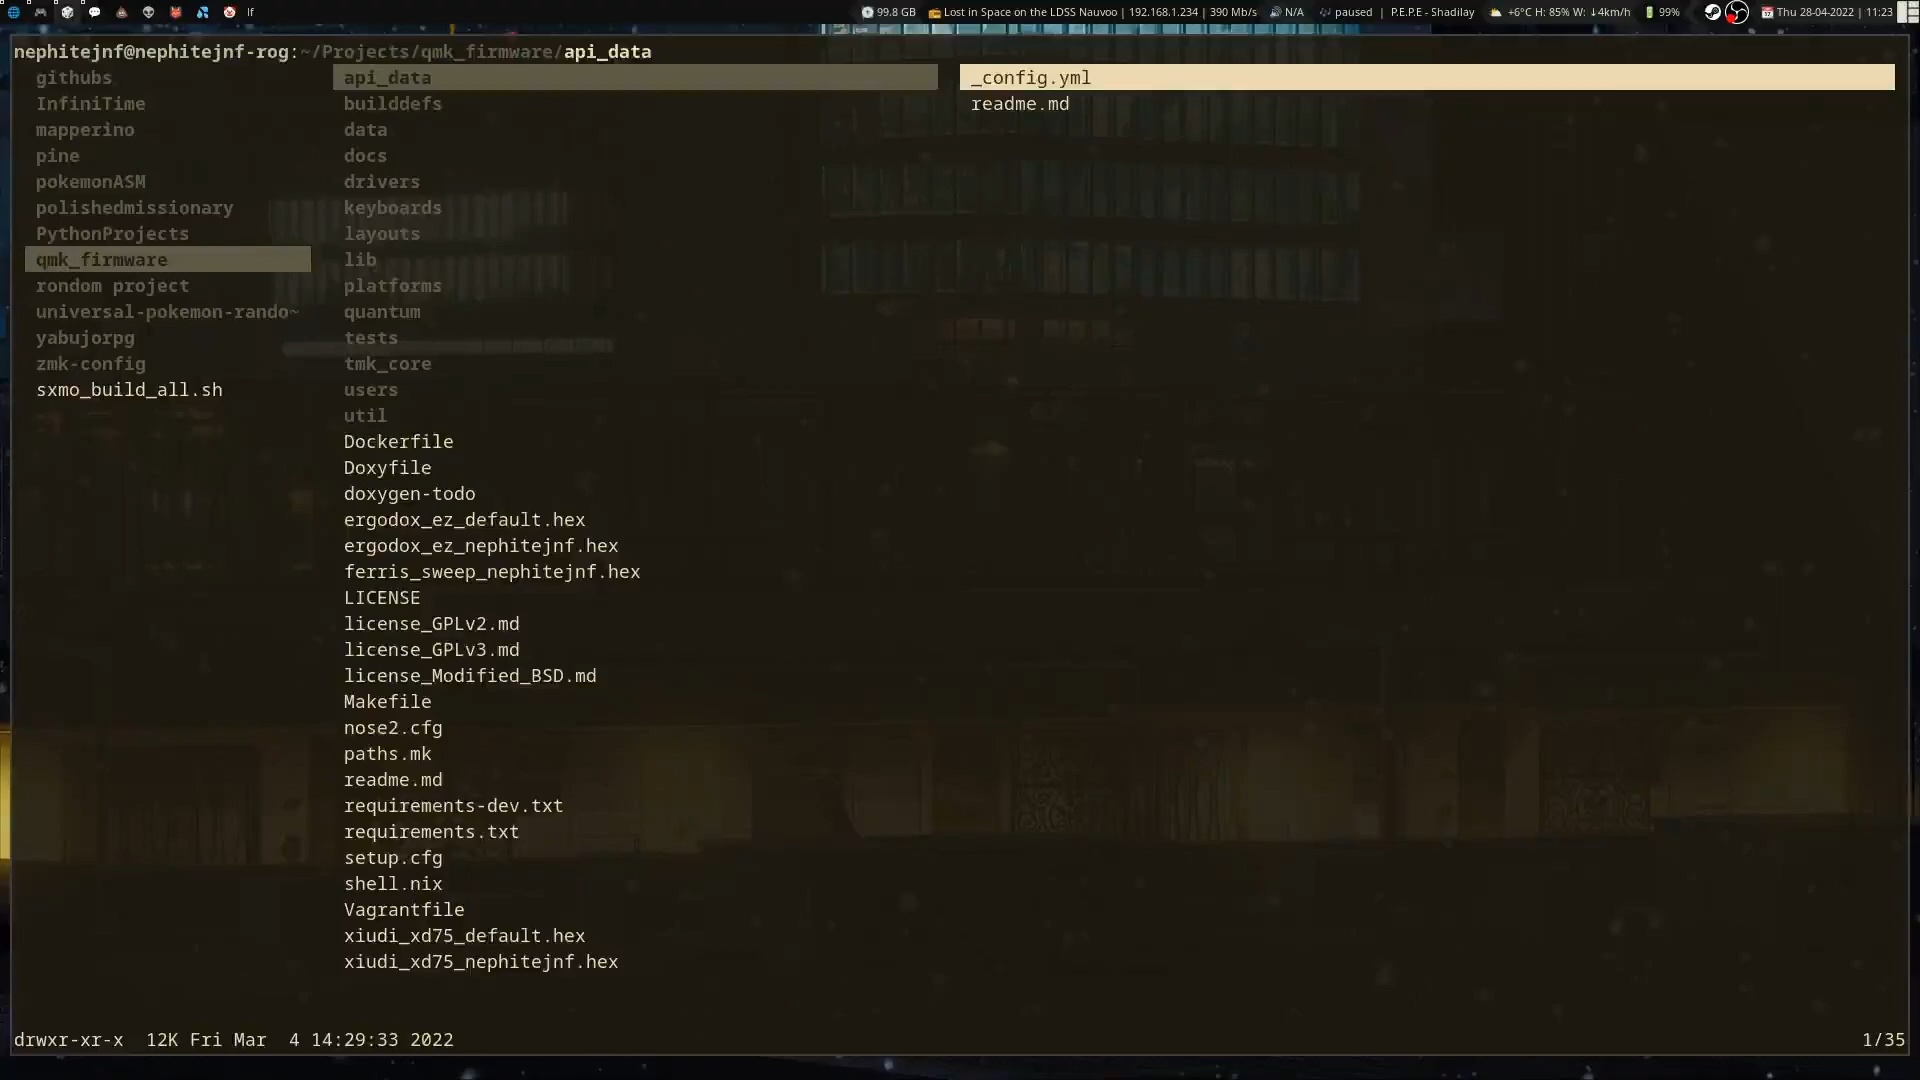 lf
99.8 GB
Lost in Space on the LDSS Nauvoo | 192.168.1.234 | 390 Mb/s
N/A
paused | P.E.P.E - Shadilay
+6°C H: 85% W: ↓4km/h
99%
Thu 28-04-2022 | 11:23
nephitejnf@nephitejnf-rog:~/Projects/qmk_firmware/api_data
githubs
InfiniTime
mapperino
pine
pokemonASM
polishedmissionary
PythonProjects
qmk_firmware
rondom project
universal-pokemon-rando~
yabujorpg
zmk-config
sxmo_build_all.sh
api_data
builddefs
data
docs
drivers
keyboards
layouts
lib
platforms
quantum
tests
tmk_core
users
util
Dockerfile
Doxyfile
doxygen-todo
ergodox_ez_default.hex
ergodox_ez_nephitejnf.hex
ferris_sweep_nephitejnf.hex
LICENSE
license_GPLv2.md
license_GPLv3.md
license_Modified_BSD.md
Makefile
nose2.cfg
paths.mk
readme.md
requirements-dev.txt
requirements.txt
setup.cfg
shell.nix
Vagrantfile
xiudi_xd75_default.hex
xiudi_xd75_nephitejnf.hex
_config.yml
readme.md
drwxr-xr-x  12K Fri Mar  4 14:29:33 2022
1/35